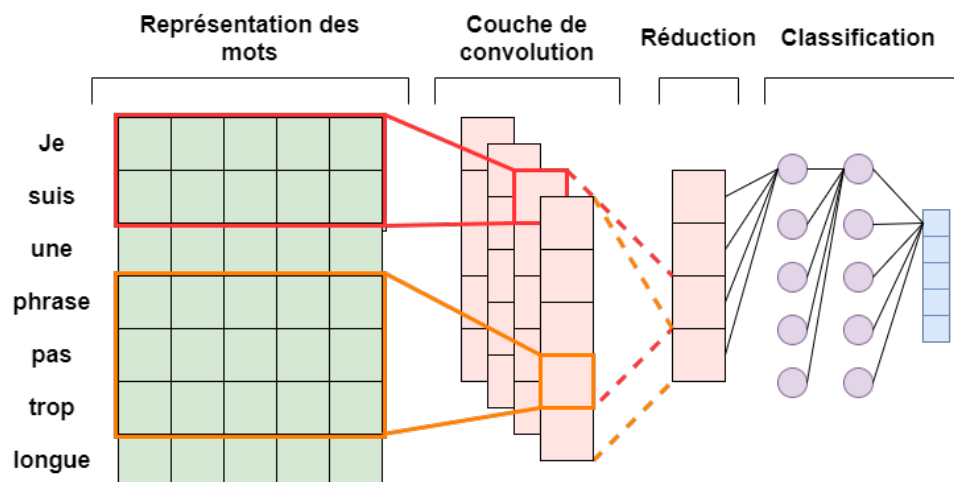 Représentation des
mots
Couche de
convolution
Réduction
Classification
Je
suis
une
phrase
pas
trop
longue